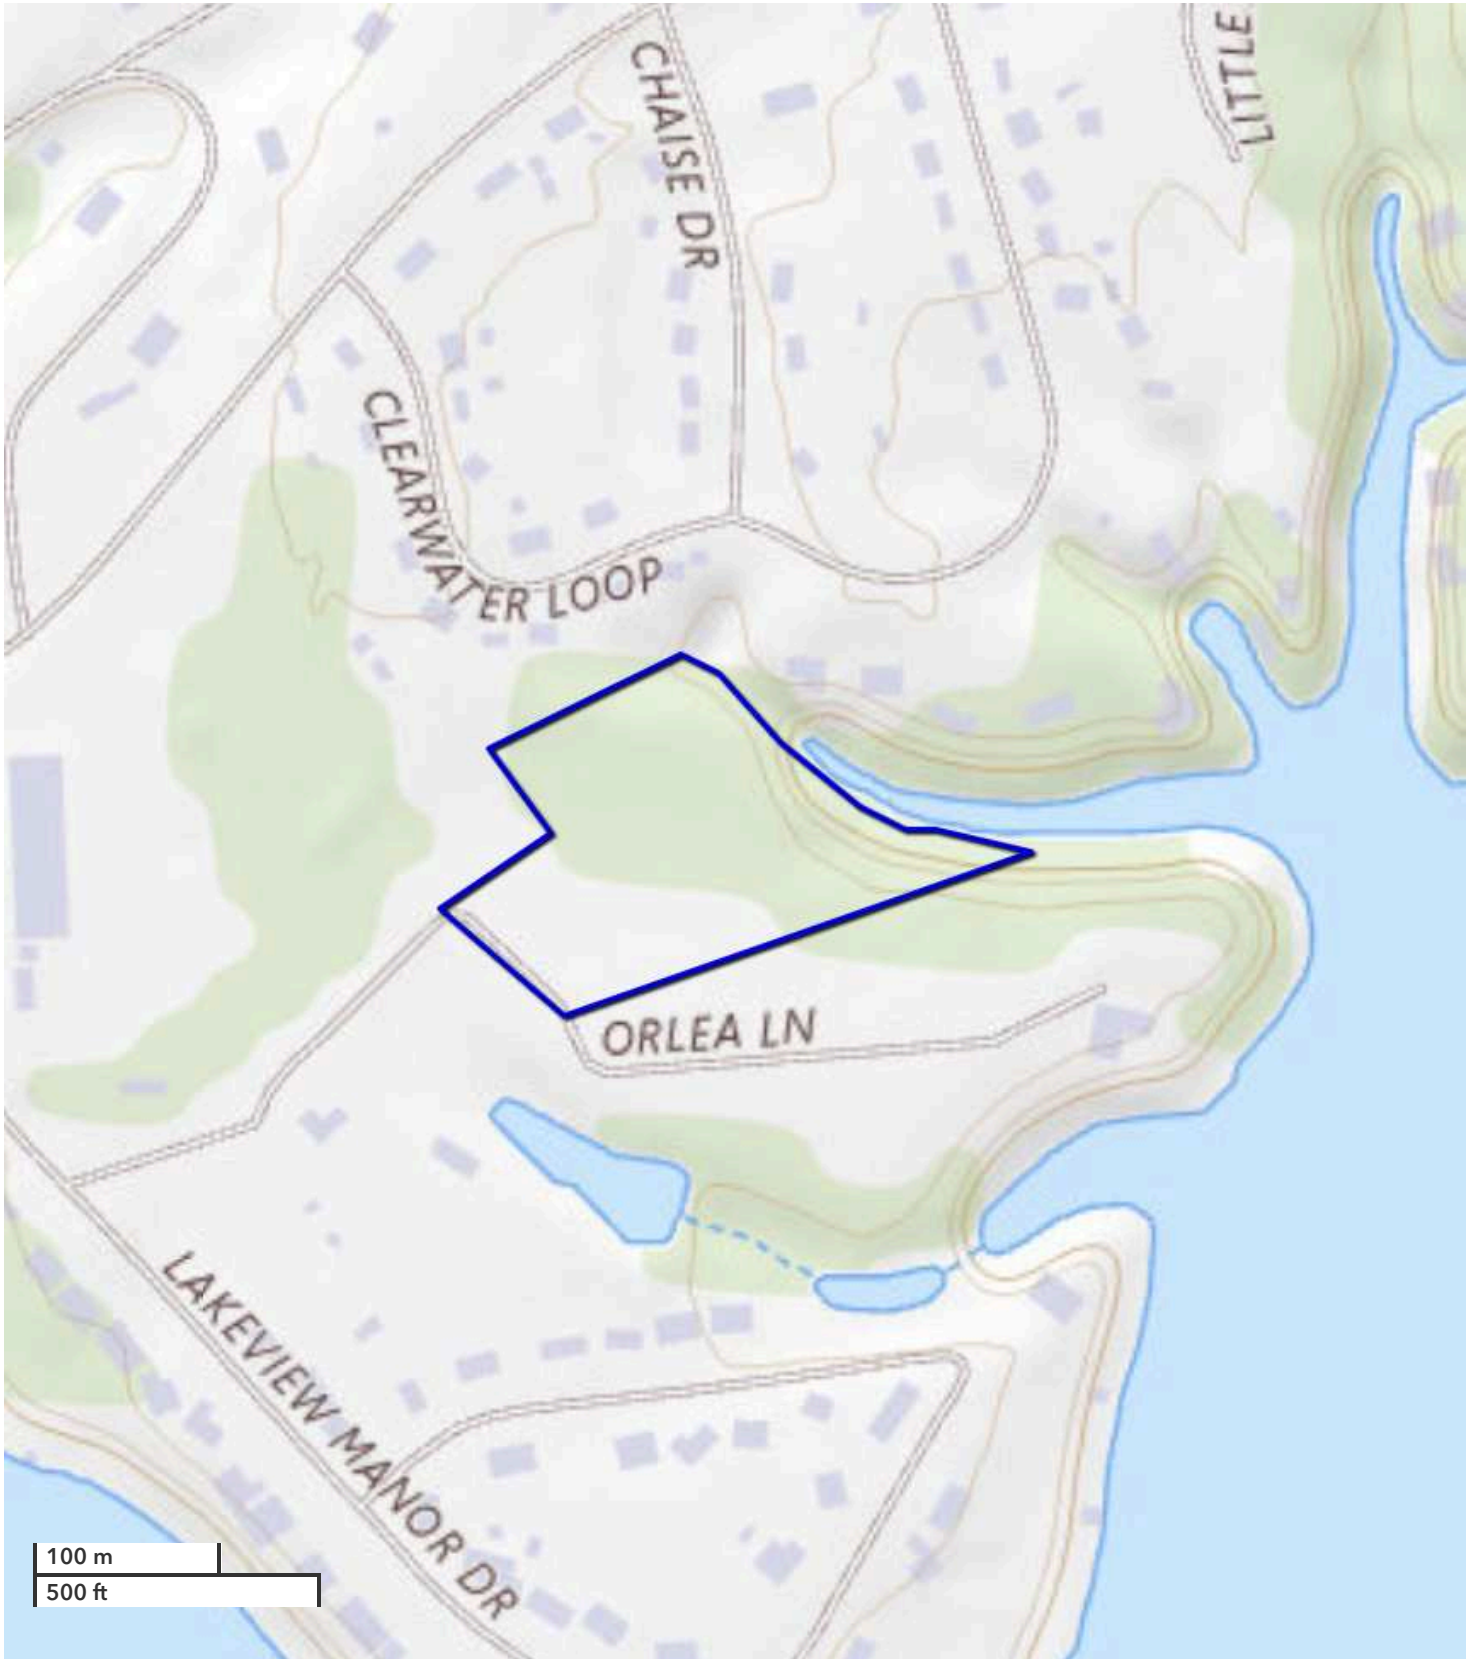 LITTLE
CHAISE DR
CLEARWATER LOOP
ORLEA LN
LAKEVIEW MANOR DR
100 m
500 ft